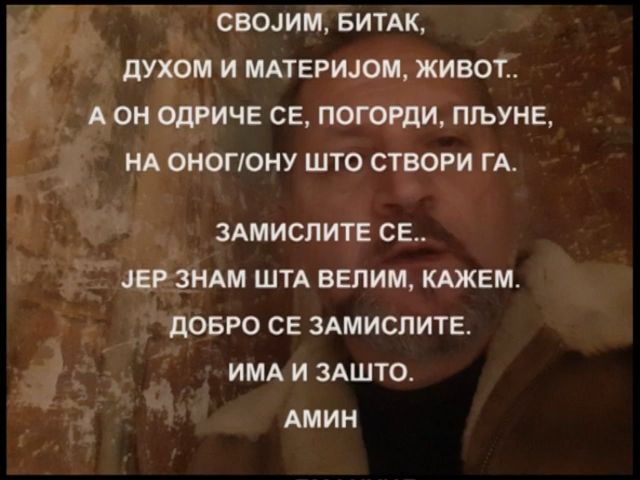 СВОЈИМ, БИТАК,
ДУХОМ И МАТЕРИЈОМ, ЖИВОТ..
А ОН ОДРИЧЕ СЕ, ПОГОРДИ, ПЉУНЕ,
НА ОНОГ/ОНУ ШТО СТВОРИ ГА.
ЗАМИСЛИТЕ СЕ..
ЈЕР ЗНАМ ШТА ВЕЛИМ, КАЖЕМ.
ДОБРО СЕ ЗАМИСЛИТЕ.
ИМА И ЗАШТО.
АМИН